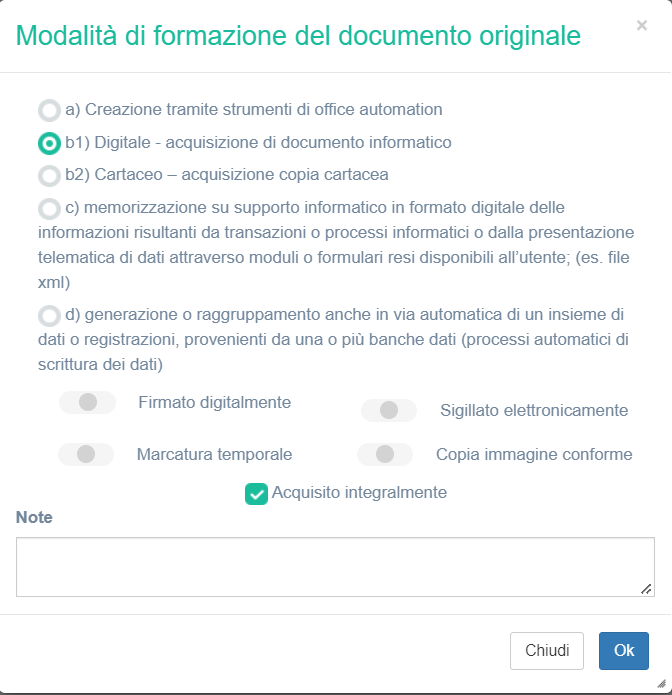 Modalità di formazione del documento originale
×
a) Creazione tramite strumenti di office automation
b1) Digitale - acquisizione di documento informatico
b2) Cartaceo – acquisizione copia cartacea
c) memorizzazione su supporto informatico in formato digitale delle
informazioni risultanti da transazioni o processi informatici o dalla presentazione
telematica di dati attraverso moduli o formulari resi disponibili all’utente; (es. file
xml)
d) generazione o raggruppamento anche in via automatica di un insieme di
dati o registrazioni, provenienti da una o più banche dati (processi automatici di
scrittura dei dati)
Firmato digitalmente
Sigillato elettronicamente
Marcatura temporale
Copia immagine conforme
Acquisito integralmente
Note
Chiudi
Ok